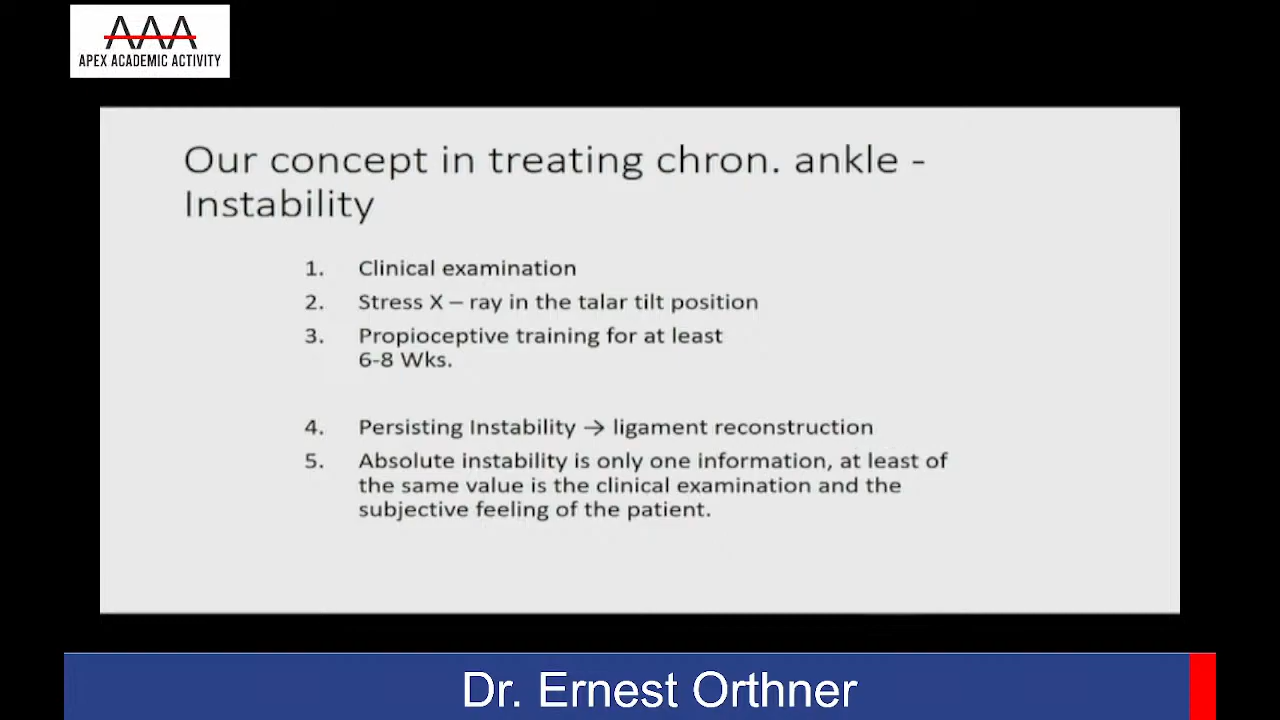 AAA
APEX ACADEMIC ACTIVITY
Our concept in treating chron. ankle -
Instability
1. Clinical examination
2. Stress X – ray in the talar tilt position
3. Propioceptive training for at least
6-8 Wks.
4. Persisting Instability → ligament reconstruction
5. Absolute instability is only one information, at least of
the same value is the clinical examination and the
subjective feeling of the patient.
Dr. Ernest Orthner